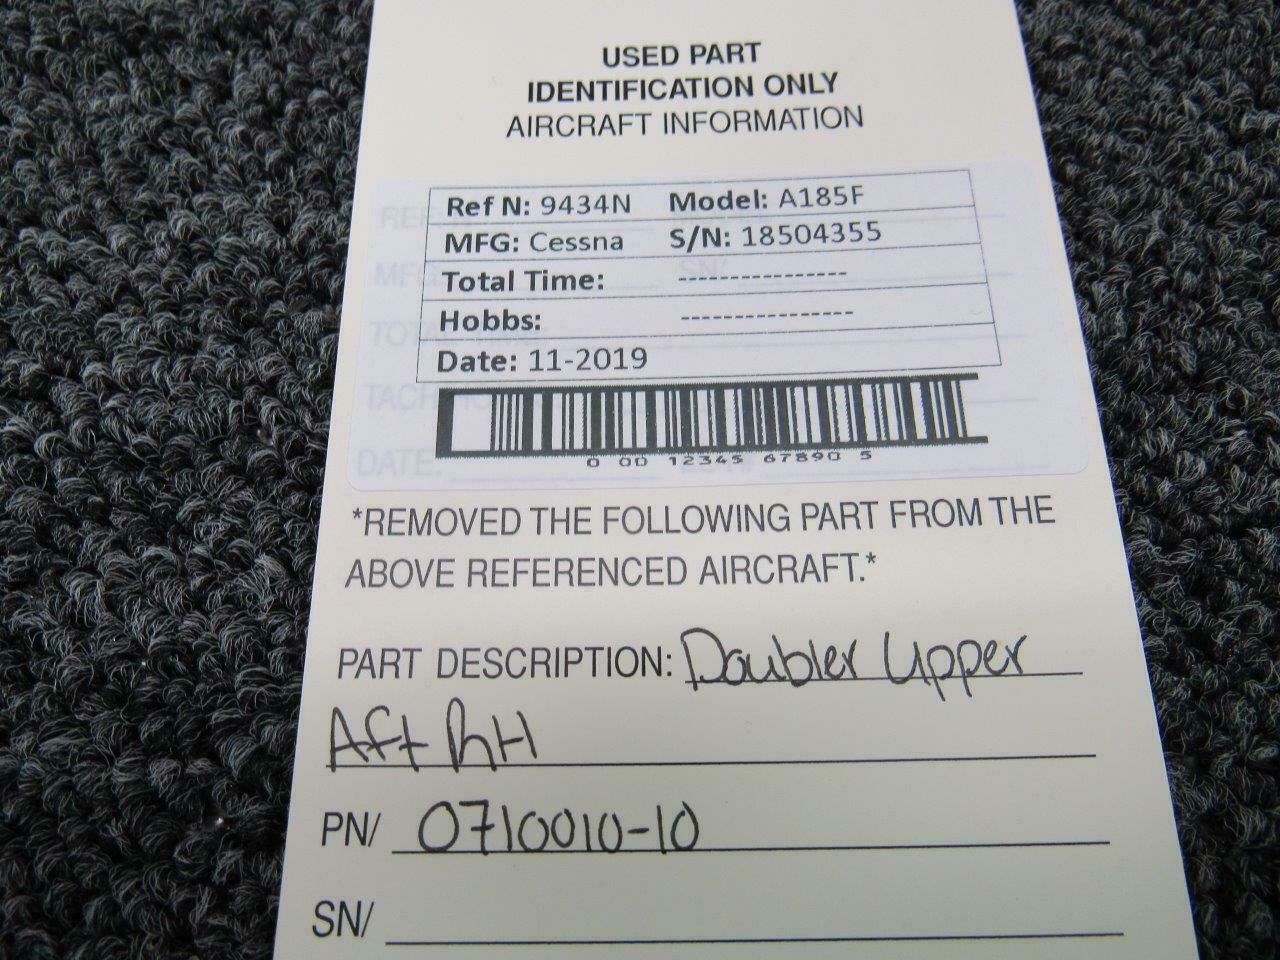 USED PART
IDENTIFICATION ONLY
AIRCRAFT INFORMATION
Ref N: 9434N Model: A185F
MFG: Cessna S/N: 18504355
Total Time: -------------
Hobbs: ----------------
Date: 11-2019
0 00 12345 67890 5
*REMOVED THE FOLLOWING PART FROM THE
ABOVE REFERENCED AIRCRAFT.*
PART DESCRIPTION: Doubler Upper
Aft RH
PN/ 0710010-10
SN/